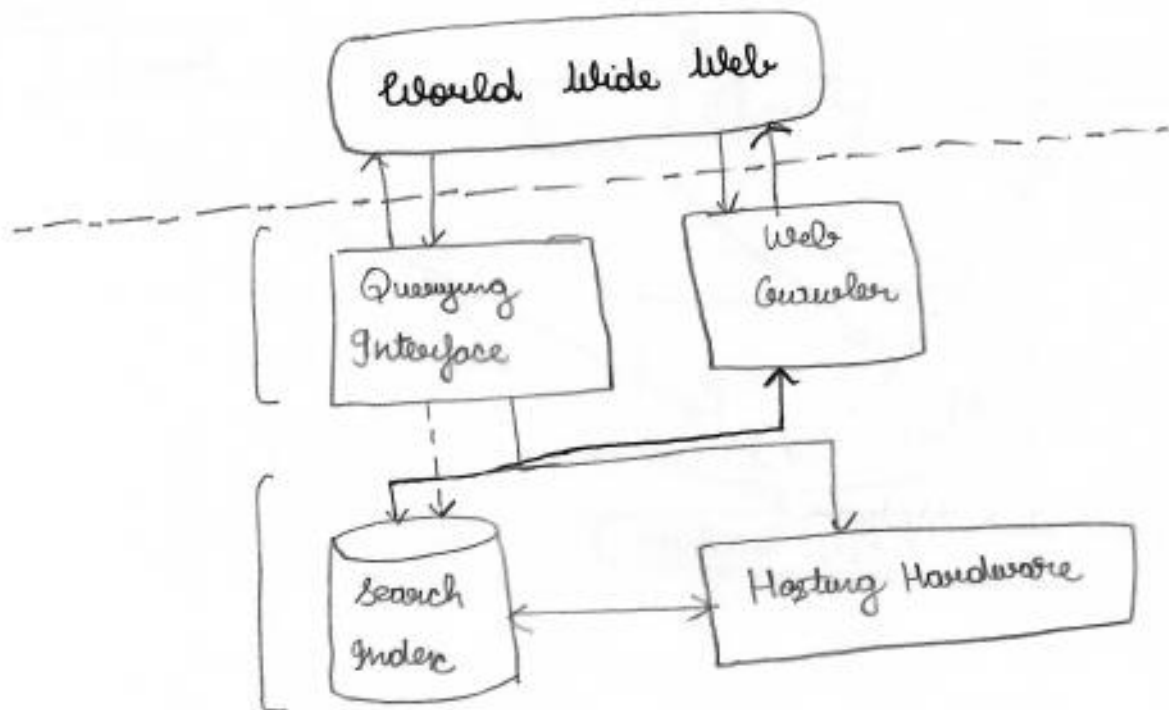 World Wide Web
Querying
Interface
Web
Crawler
Search
Index
Hosting Hardware